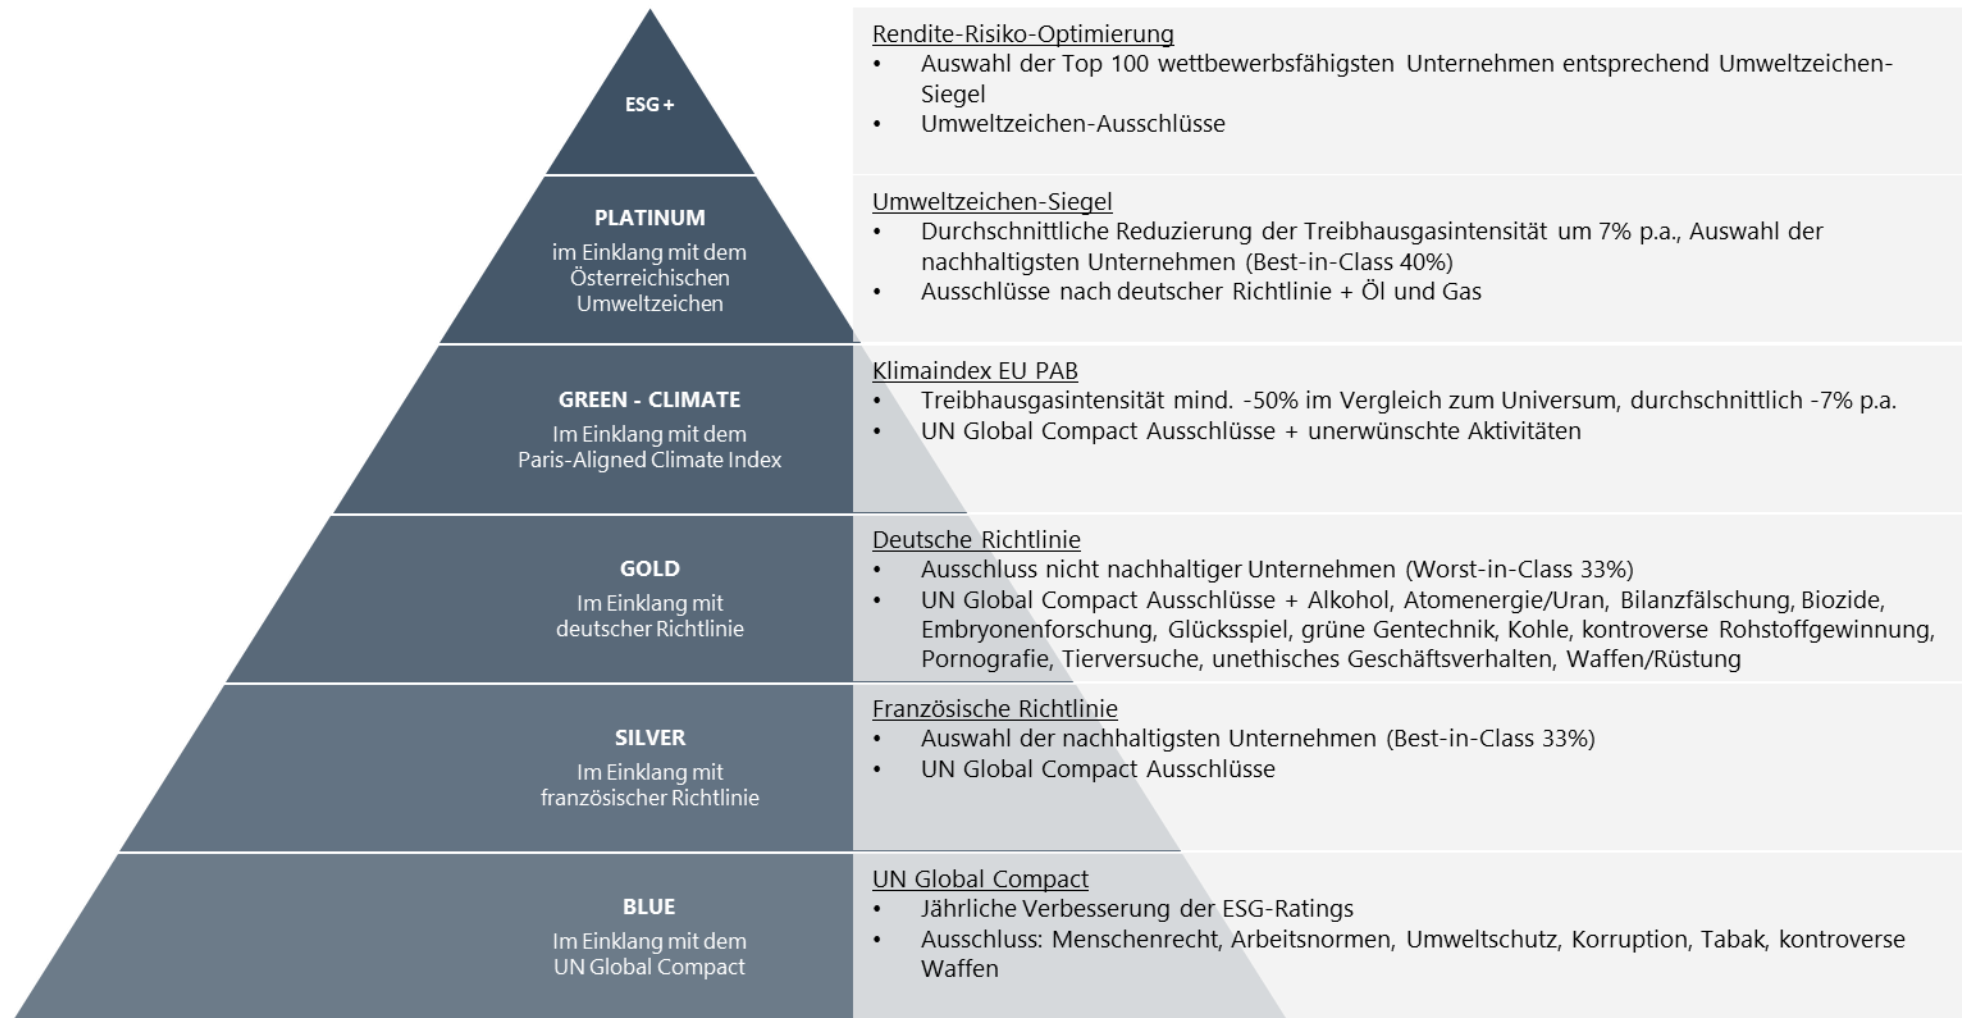 ESG +
Rendite-Risiko-Optimierung
• Auswahl der Top 100 wettbewerbsfähigsten Unternehmen entsprechend Umweltzeichen-
Siegel
• Umweltzeichen-Ausschlüsse
PLATINUM
im Einklang mit dem
Österreichischen
Umweltzeichen
Umweltzeichen-Siegel
• Durchschnittliche Reduzierung der Treibhausgasintensität um 7% p.a., Auswahl der
nachhaltigsten Unternehmen (Best-in-Class 40%)
• Ausschlüsse nach deutscher Richtlinie + Öl und Gas
GREEN - CLIMATE
Im Einklang mit dem
Paris-Aligned Climate Index
Klimaindex EU PAB
• Treibhausgasintensität mind. -50% im Vergleich zum Universum, durchschnittlich -7% p.a.
• UN Global Compact Ausschlüsse + unerwünschte Aktivitäten
GOLD
Im Einklang mit
deutscher Richtlinie
Deutsche Richtlinie
• Ausschluss nicht nachhaltiger Unternehmen (Worst-in-Class 33%)
• UN Global Compact Ausschlüsse + Alkohol, Atomenergie/Uran, Bilanzfälschung, Biozide,
Embryonenforschung, Glücksspiel, grüne Gentechnik, Kohle, kontroverse Rohstoffgewinnung,
Pornografie, Tierversuche, unethisches Geschäftsverhalten, Waffen/Rüstung
SILVER
Im Einklang mit
französischer Richtlinie
Französische Richtlinie
• Auswahl der nachhaltigsten Unternehmen (Best-in-Class 33%)
• UN Global Compact Ausschlüsse
BLUE
Im Einklang mit dem
UN Global Compact
UN Global Compact
• Jährliche Verbesserung der ESG-Ratings
• Ausschluss: Menschenrecht, Arbeitsnormen, Umweltschutz, Korruption, Tabak, kontroverse
Waffen